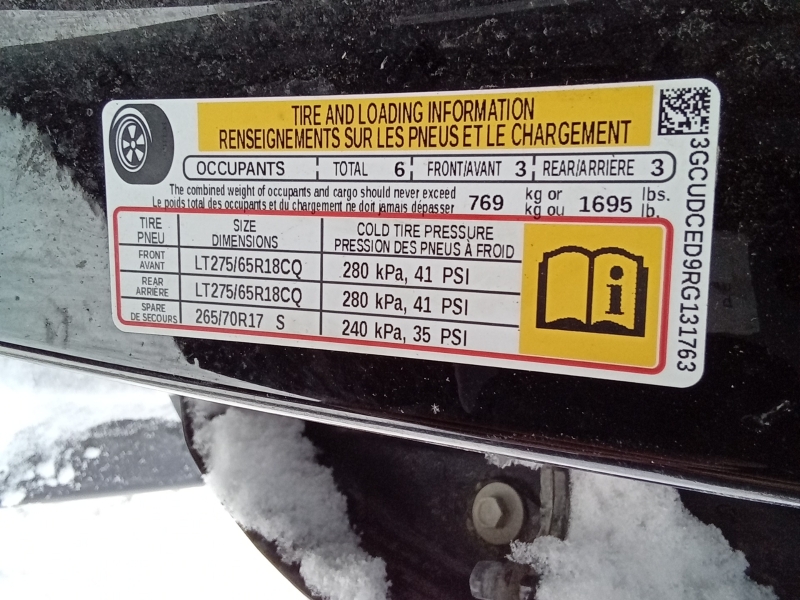 TIRE AND LOADING INFORMATION
RENSEIGNEMENTS SUR LES PNEUS ET LE CHARGEMENT
OCCUPANTS TOTAL 6 FRONT/AVANT 3 REAR/ARRIÈRE 3
The combined weight of occupants and cargo should never exceed 769 kg or 1695 lbs.
Le poids total des occupants et du chargement ne doit jamais dépasser kg ou lb.
TIRE SIZE COLD TIRE PRESSURE
PNEU DIMENSIONS PRESSION DES PNEUS À FROID
FRONT
AVANT LT275/65R18CQ 280 kPa, 41 PSI
REAR
ARRIÈRE LT275/65R18CQ 280 kPa, 41 PSI
SPARE
DE SECOURS 265/70R17 S 240 kPa, 35 PSI
i
3GCUDCED9RG131763